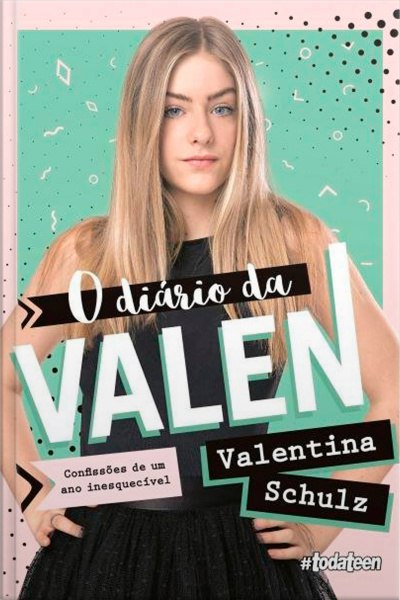 O diário da
VALEN
Valentina
Schulz
Confissões de um
ano inesquecível
#todateen